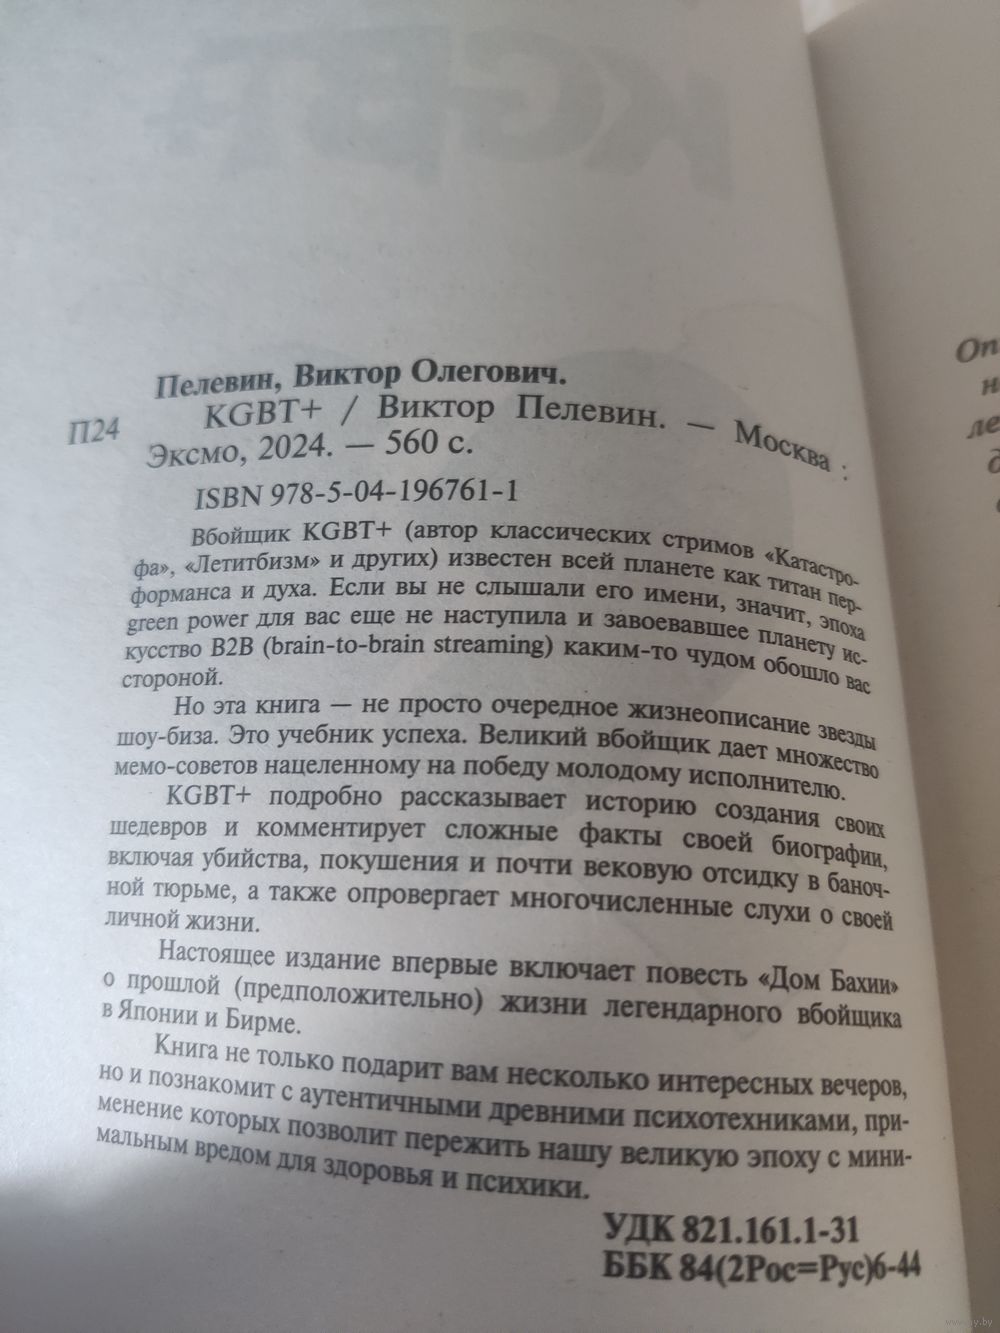 KGBT+
Пелевин, Виктор Олегович.
П24 KGBT+ / Виктор Пелевин. — Москва :
Эксмо, 2024. — 560 с.
ISBN 978-5-04-196761-1
Вбойщик KGBT+ (автор классических стримов «Катастро-
фа», «Летитбизм» и других) известен всей планете как титан пер-
форманса и духа. Если вы не слышали его имени, значит, эпоха
green power для вас еще не наступила и завоевавшее планету ис-
кусство B2B (brain-to-brain streaming) каким-то чудом обошло вас
стороной.
Но эта книга — не просто очередное жизнеописание звезды
шоу-биза. Это учебник успеха. Великий вбойщик дает множество
мемо-советов нацеленному на победу молодому исполнителю.
KGBT+ подробно рассказывает историю создания своих
шедевров и комментирует сложные факты своей биографии,
включая убийства, покушения и почти вековую отсидку в баноч-
ной тюрьме, а также опровергает многочисленные слухи о своей
личной жизни.
Настоящее издание впервые включает повесть «Дом Бахии»
о прошлой (предположительно) жизни легендарного вбойщика
в Японии и Бирме.
Книга не только подарит вам несколько интересных вечеров,
но и познакомит с аутентичными древними психотехниками, при-
менение которых позволит пережить нашу великую эпоху с мини-
мальным вредом для здоровья и психики.
УДК 821.161.1-31
ББК 84(2Рос=Рус)6-44
Оп
н
ле
д